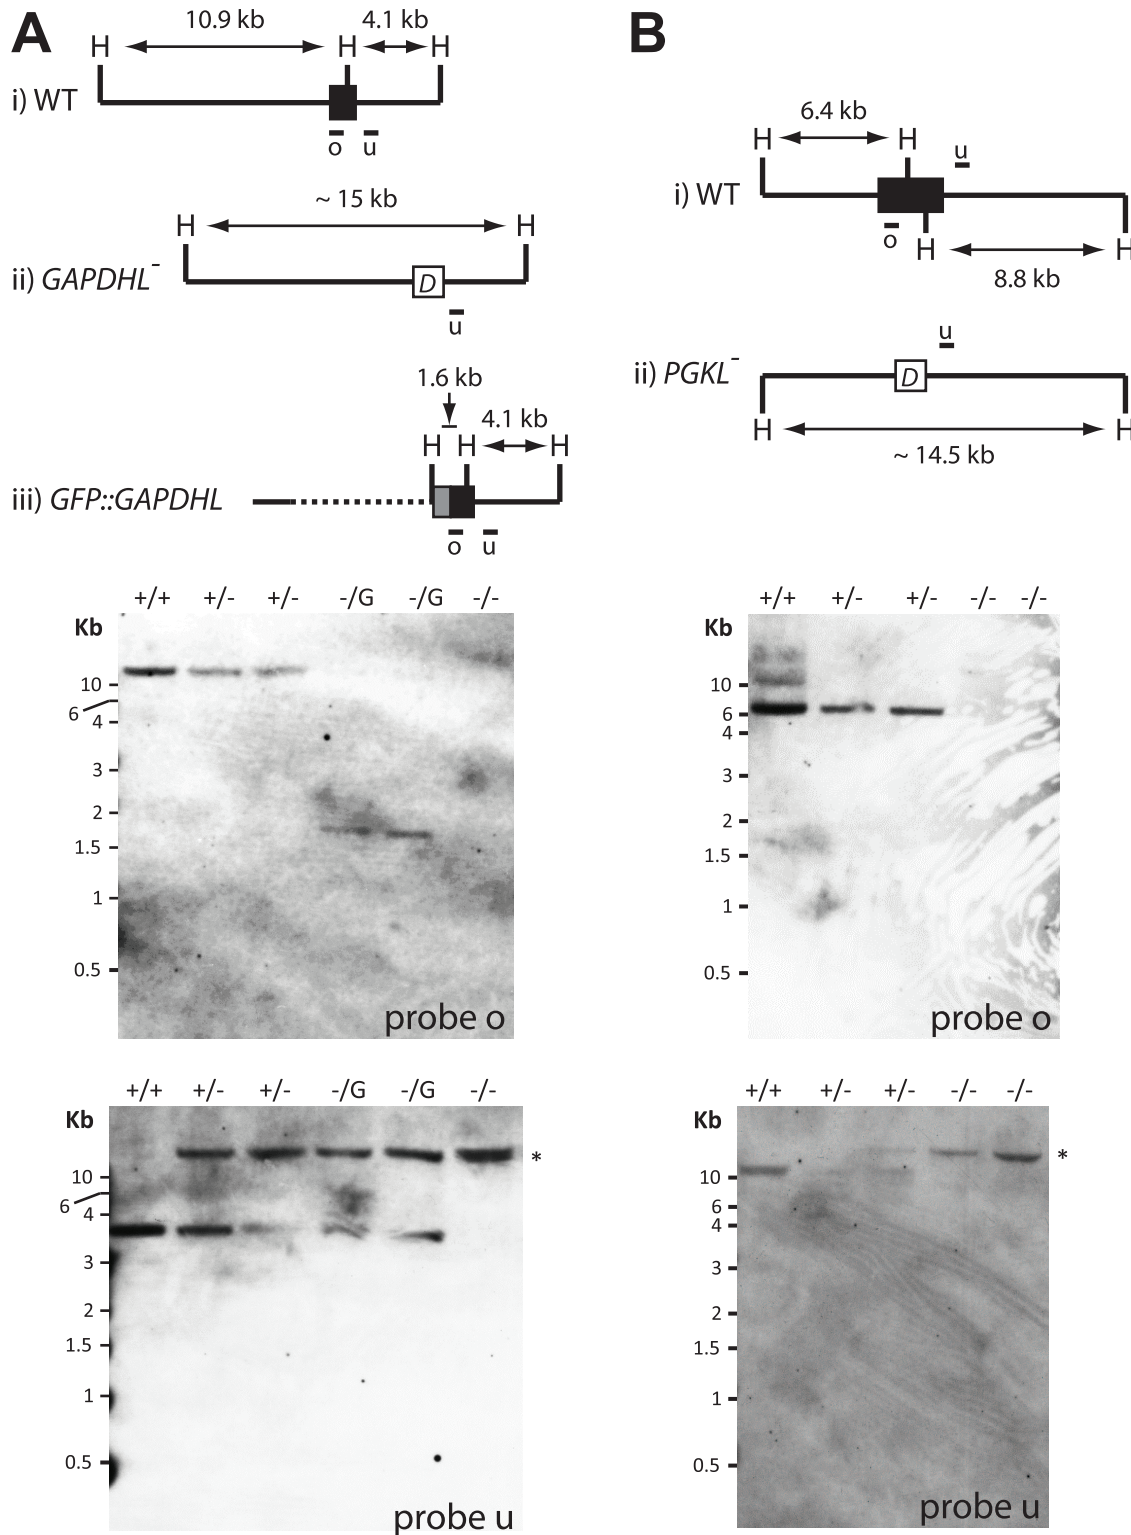 A
10.9 kb 4.1 kb
H H H
i) WT
o u
~ 15 kb
H H
ii) GAPDHL⁻
D
u
1.6 kb
4.1 kb
H H H
iii) GFP::GAPDHL
o u
+/+ +/- +/- -/G -/G -/-
Kb
10
6
4
3
2
1.5
1
0.5
probe o
+/+ +/- +/- -/G -/G -/-
Kb
*
10
6
4
3
2
1.5
1
0.5
probe u
B
6.4 kb
H H
u
i) WT
o
H H
8.8 kb
u
ii) PGKL⁻
D
H H
~ 14.5 kb
+/+ +/- +/- -/- -/-
Kb
10
6
4
3
2
1.5
1
0.5
probe o
+/+ +/- +/- -/- -/-
Kb
*
10
6
4
3
2
1.5
1
0.5
probe u